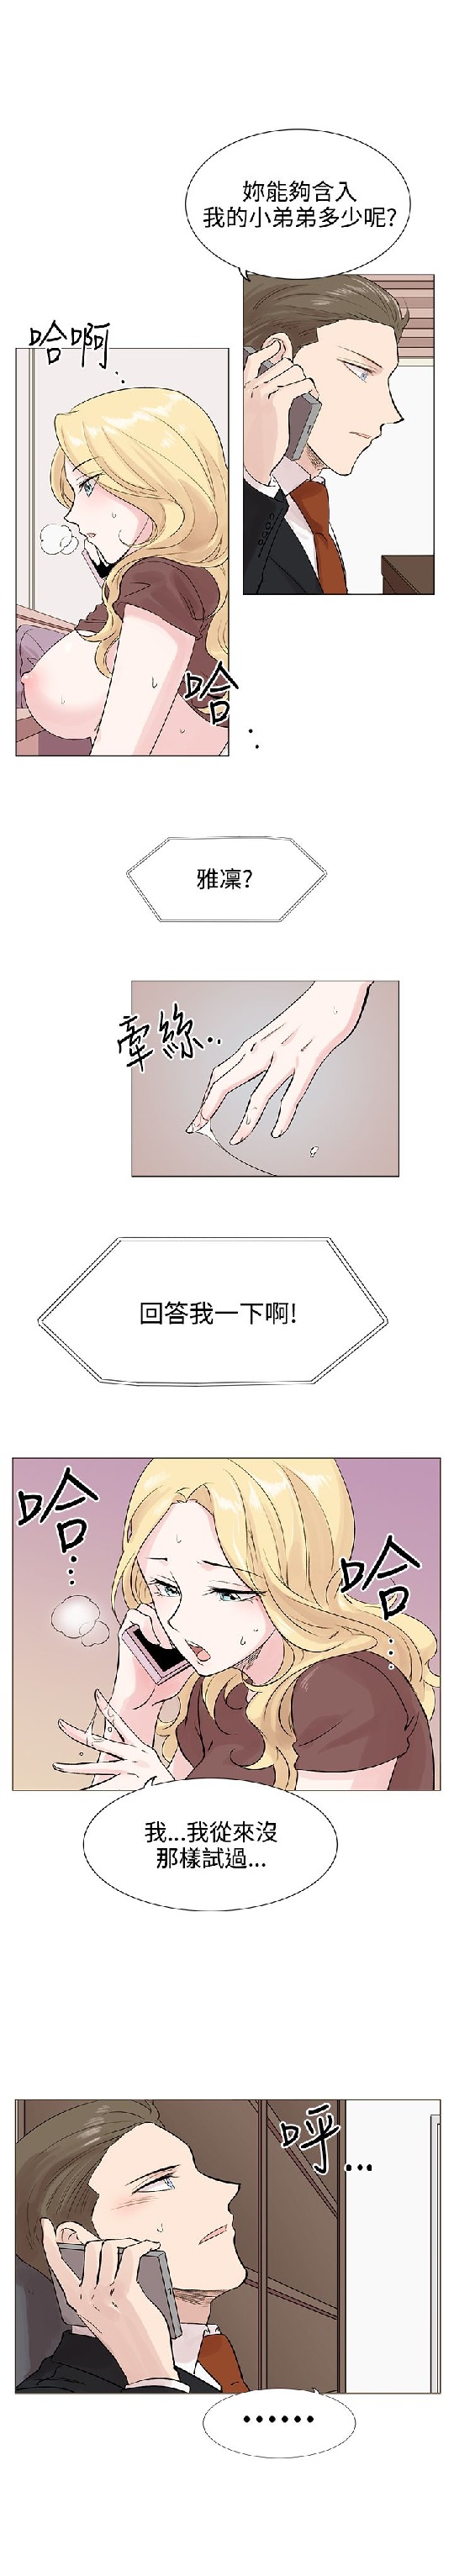 妳能夠含入
我的小弟弟多少呢?
哈啊
哈
雅凜?
牽絲..
回答我一下啊!
哈...
哈...
我...我從來沒
那樣試過...
呼...
......